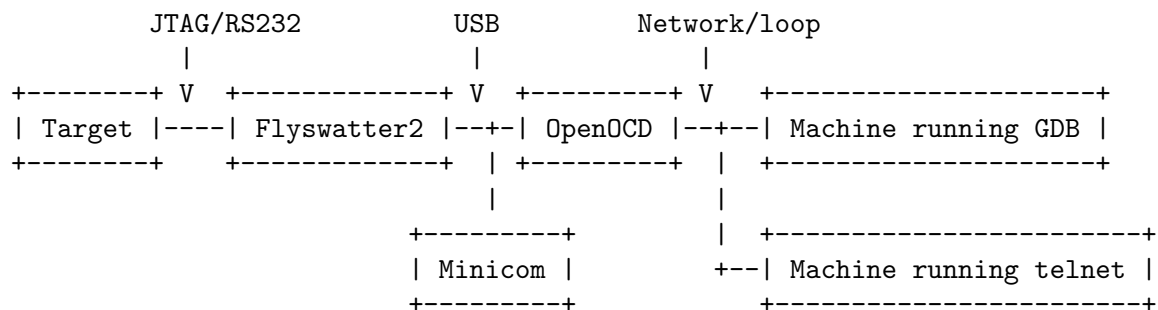 JTAG/RS232 USB Network/loop
Target Flyswatter2 OpenOCD Machine running GDB
Minicom Machine running telnet